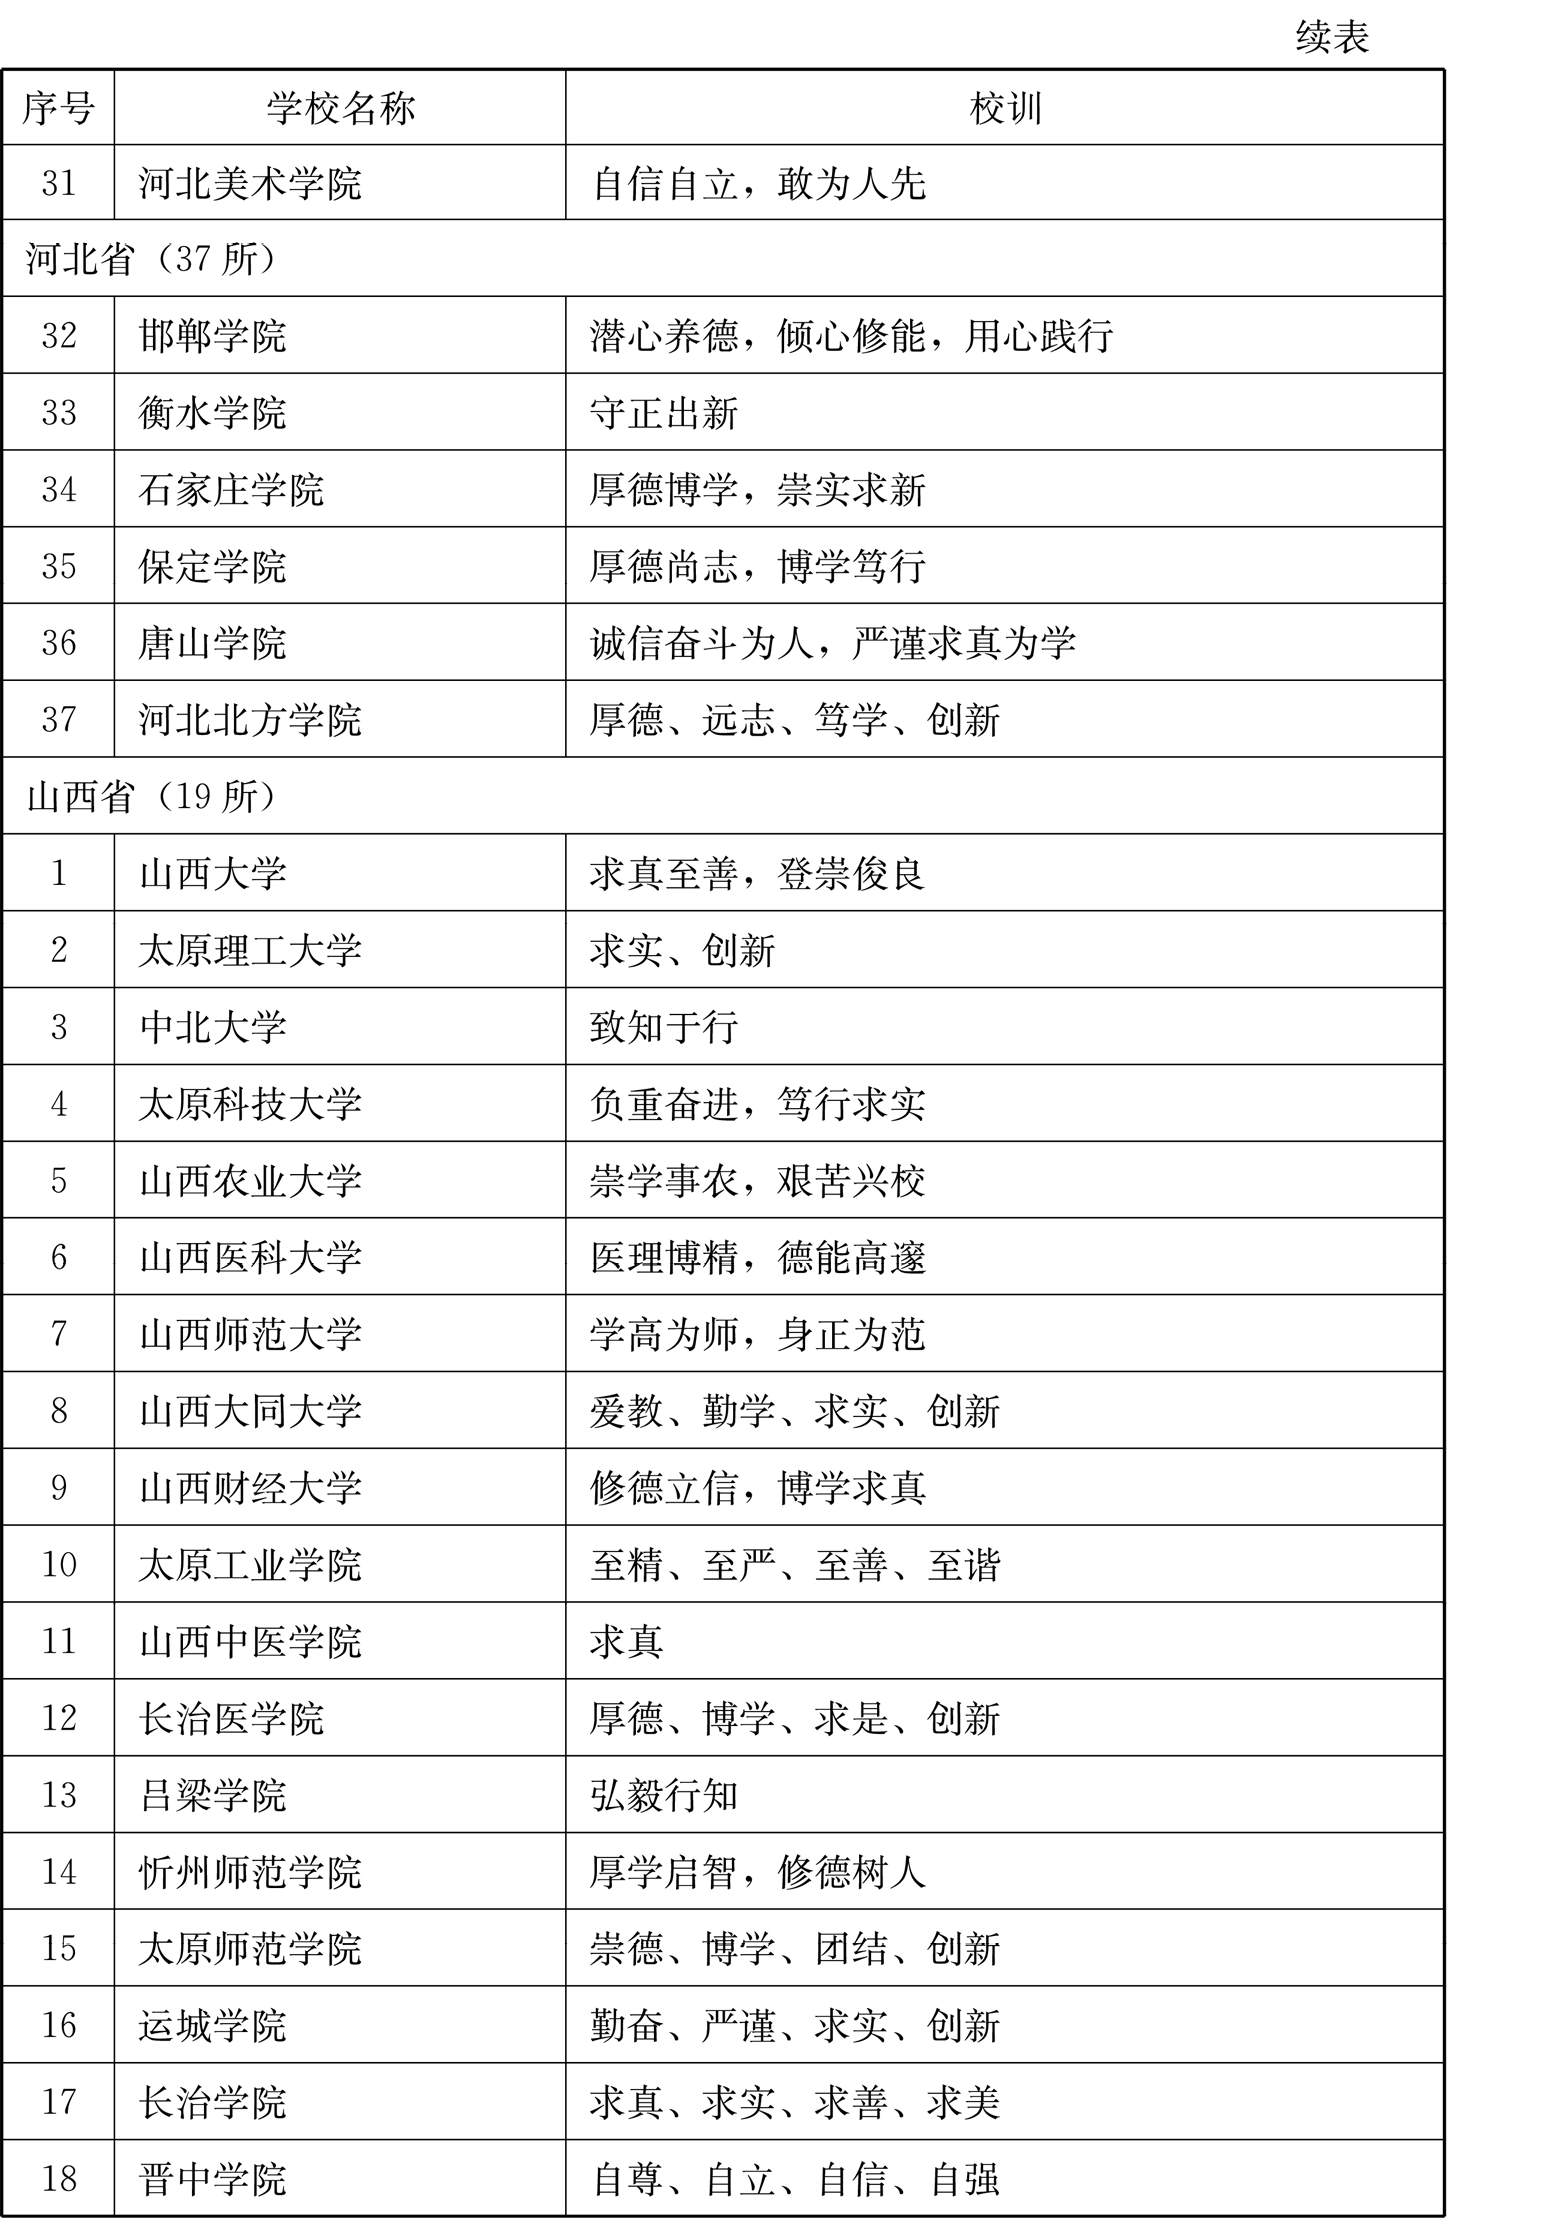 续表
序号 学校名称 校训
31 河北美术学院 自信自立，敢为人先
河北省（37 所）
32 邯郸学院 潜心养德，倾心修能，用心践行
33 衡水学院 守正出新
34 石家庄学院 厚德博学，崇实求新
35 保定学院 厚德尚志，博学笃行
36 唐山学院 诚信奋斗为人，严谨求真为学
37 河北北方学院 厚德、远志、笃学、创新
山西省（19 所）
1 山西大学 求真至善，登崇俊良
2 太原理工大学 求实、创新
3 中北大学 致知于行
4 太原科技大学 负重奋进，笃行求实
5 山西农业大学 崇学事农，艰苦兴校
6 山西医科大学 医理博精，德能高邃
7 山西师范大学 学高为师，身正为范
8 山西大同大学 爱教、勤学、求实、创新
9 山西财经大学 修德立信，博学求真
10 太原工业学院 至精、至严、至善、至谐
11 山西中医学院 求真
12 长治医学院 厚德、博学、求是、创新
13 吕梁学院 弘毅行知
14 忻州师范学院 厚学启智，修德树人
15 太原师范学院 崇德、博学、团结、创新
16 运城学院 勤奋、严谨、求实、创新
17 长治学院 求真、求实、求善、求美
18 晋中学院 自尊、自立、自信、自强